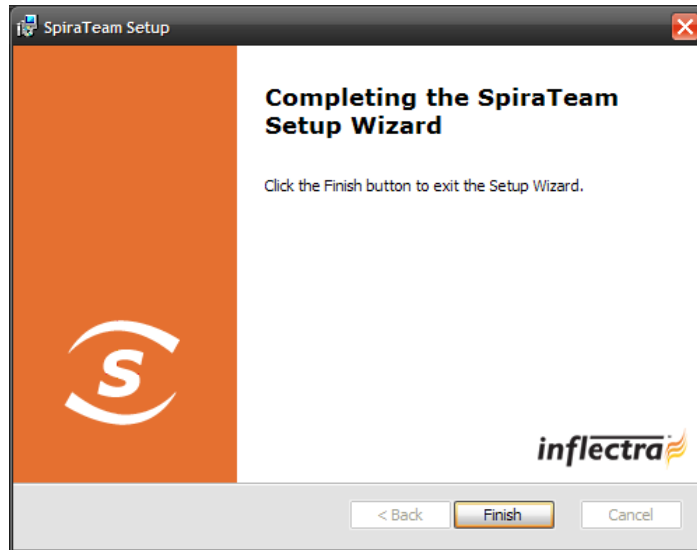 SpiraTeam Setup
Completing the SpiraTeam
Setup Wizard
Click the Finish button to exit the Setup Wizard.
S
inflectra
< Back Finish Cancel